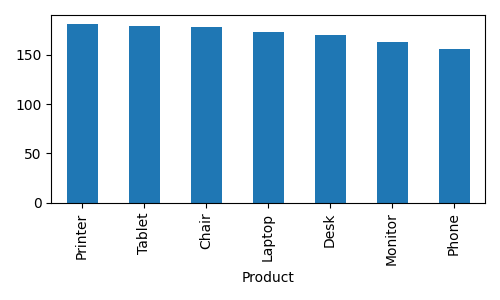 150
100
50
0
Printer
Tablet
Chair
Laptop
Desk
Monitor
Phone
Product